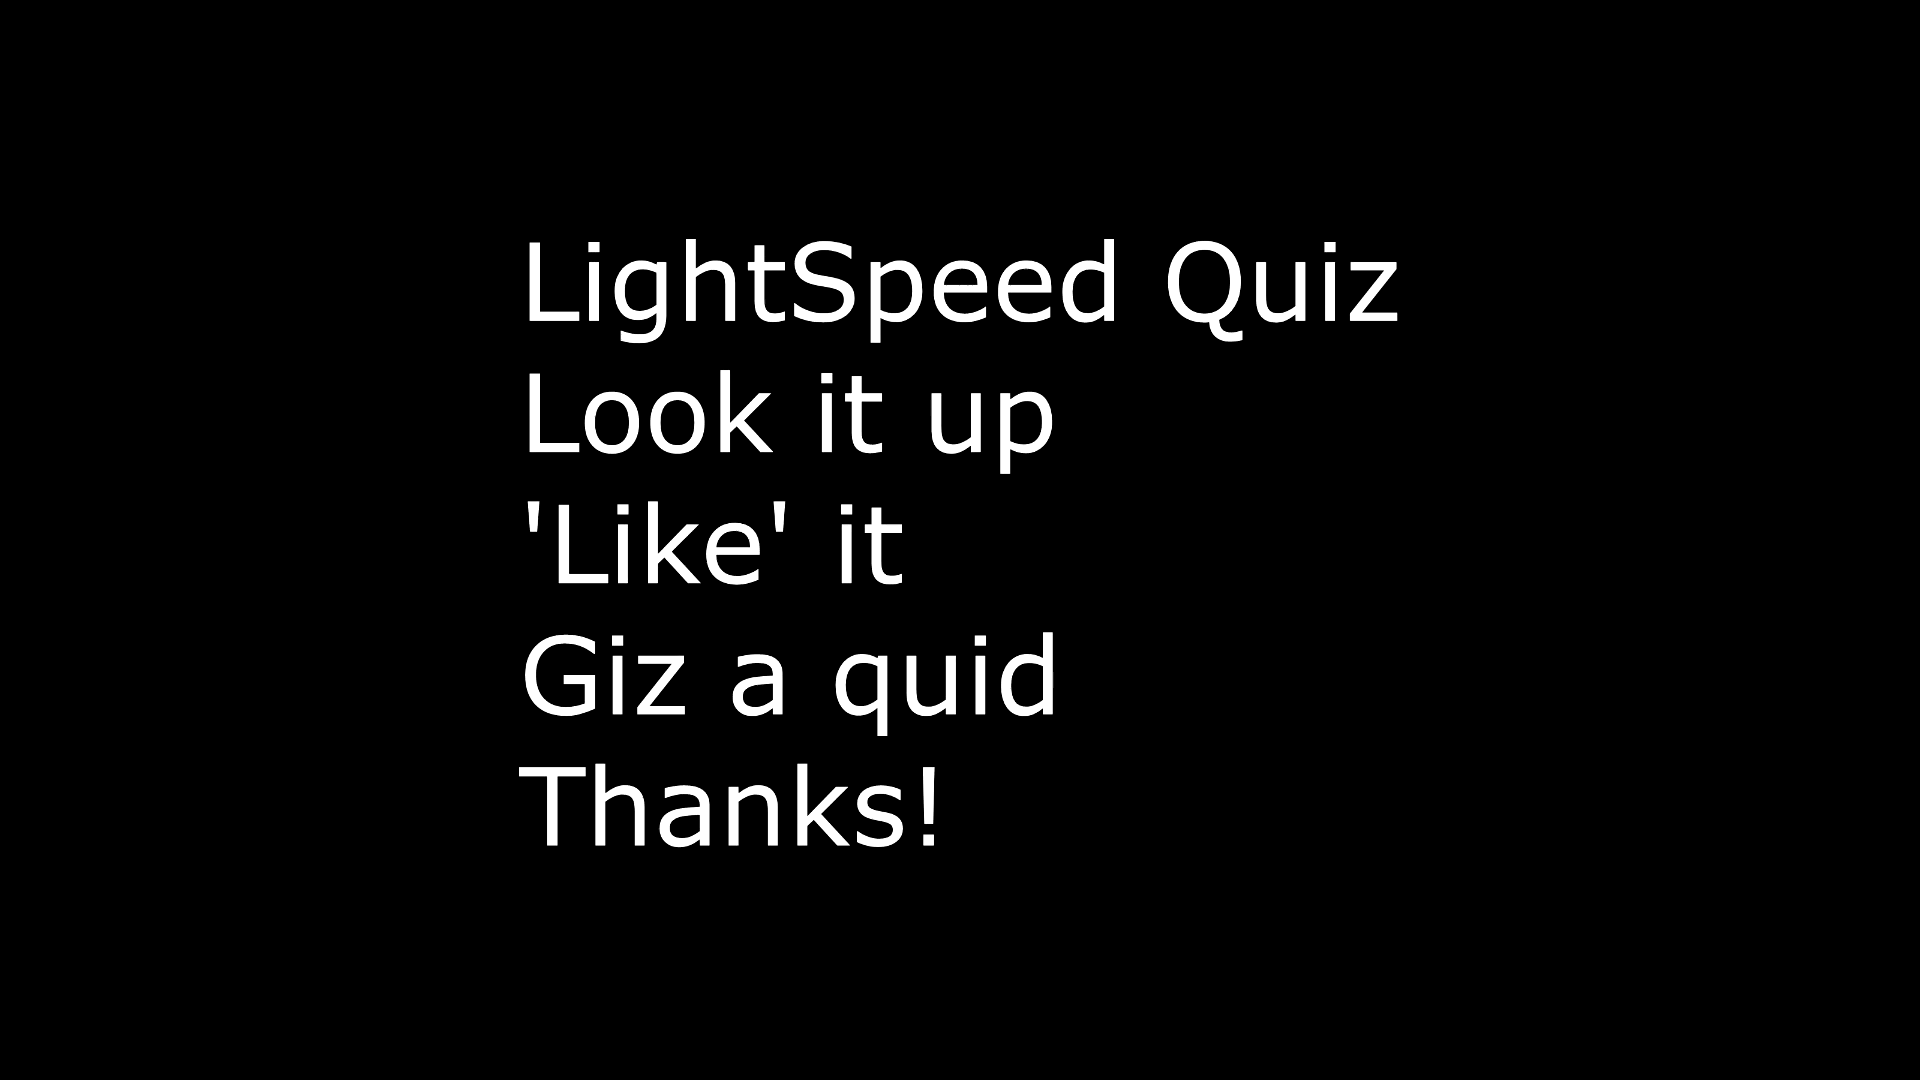 LightSpeed Quiz
Look it up
'Like' it
Giz a quid
Thanks!